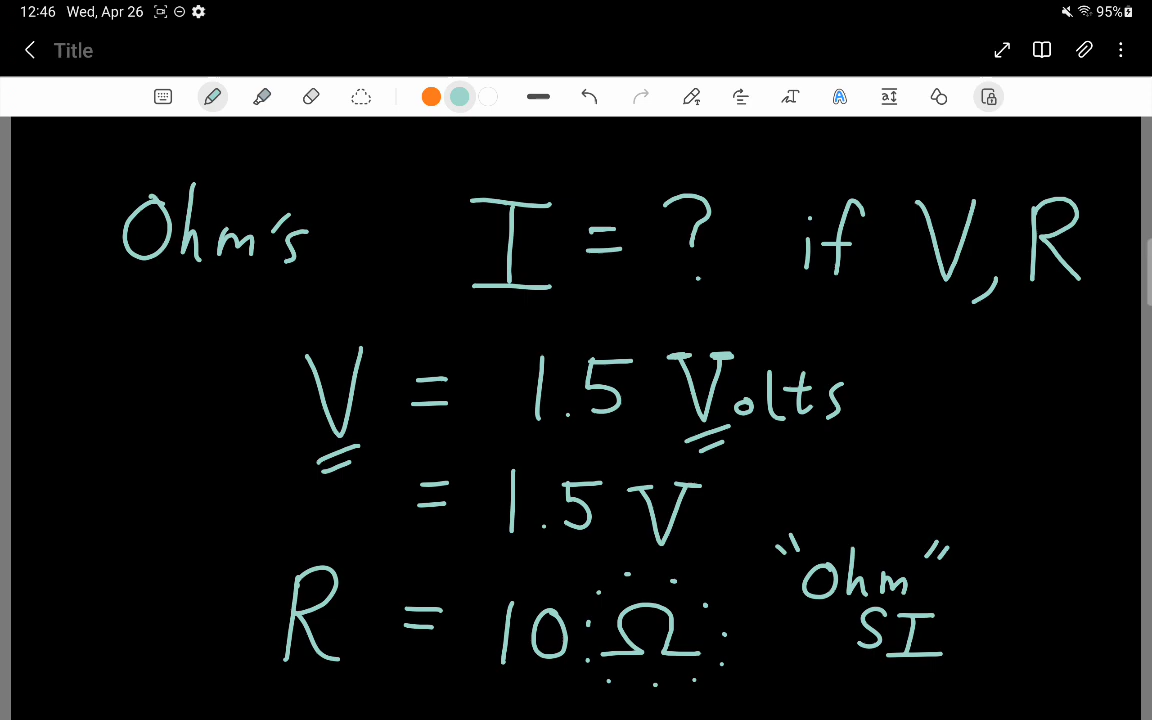 12:46 Wed, Apr 26 95%
Title
Ohm's I = ? if V, R
V = 1.5 Volts
= 1.5 V
R = 10 Ω "Ohm"
SI